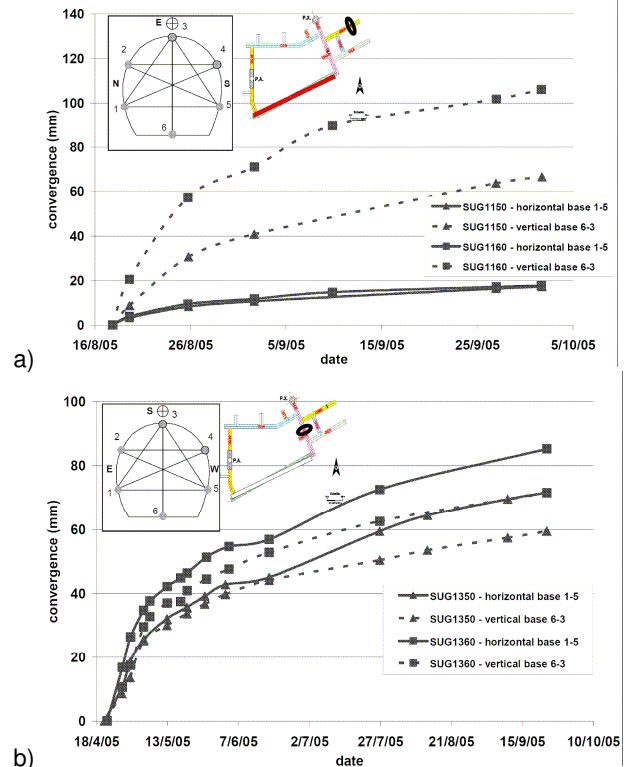 140
120
100
80
60
40
20
0
convergence (mm)
E
3
2
4
N
S
1
5
6
P.X.
P.A.
SUG1150 - horizontal base 1-5
SUG1150 - vertical base 6-3
SUG1160 - horizontal base 1-5
SUG1160 - vertical base 6-3
16/8/05 26/8/05 5/9/05 15/9/05 25/9/05 5/10/05
date
a)
100
80
60
40
20
0
convergence (mm)
S
3
2
4
E
W
1
5
6
P.X.
P.A.
SUG1350 - horizontal base 1-5
SUG1350 - vertical base 6-3
SUG1360 - horizontal base 1-5
SUG1360 - vertical base 6-3
18/4/05 13/5/05 7/6/05 2/7/05 27/7/05 21/8/05 15/9/05 10/10/05
date
b)